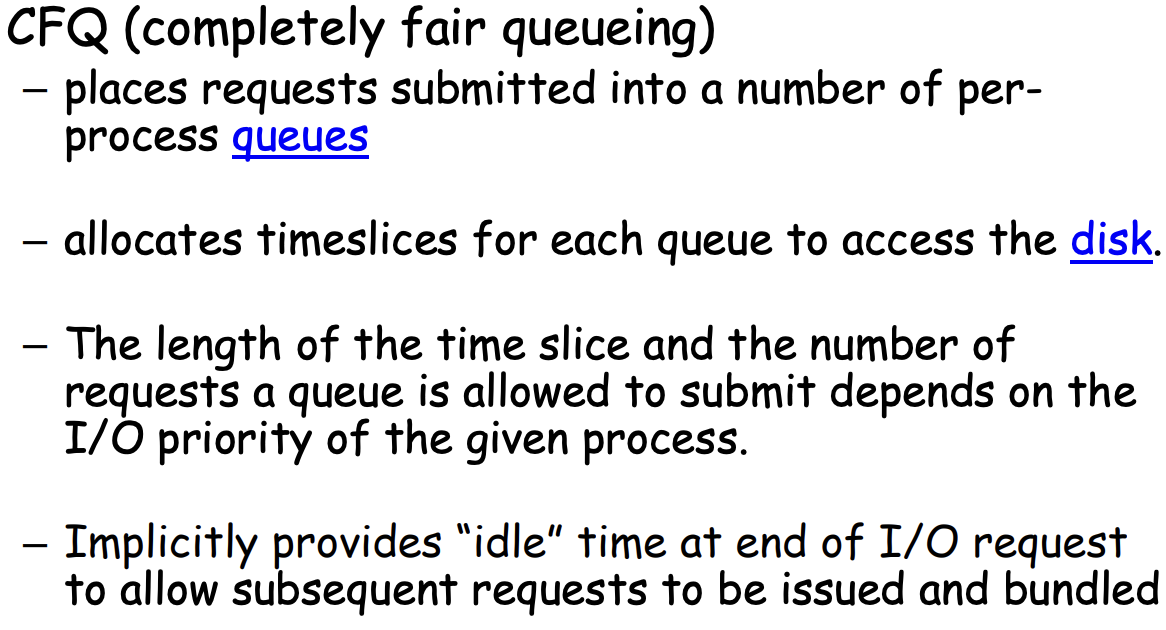 CFQ (completely fair queueing)
– places requests submitted into a number of per-
process queues
– allocates timeslices for each queue to access the disk.
– The length of the time slice and the number of
requests a queue is allowed to submit depends on the
I/O priority of the given process.
– Implicitly provides “idle” time at end of I/O request
to allow subsequent requests to be issued and bundled